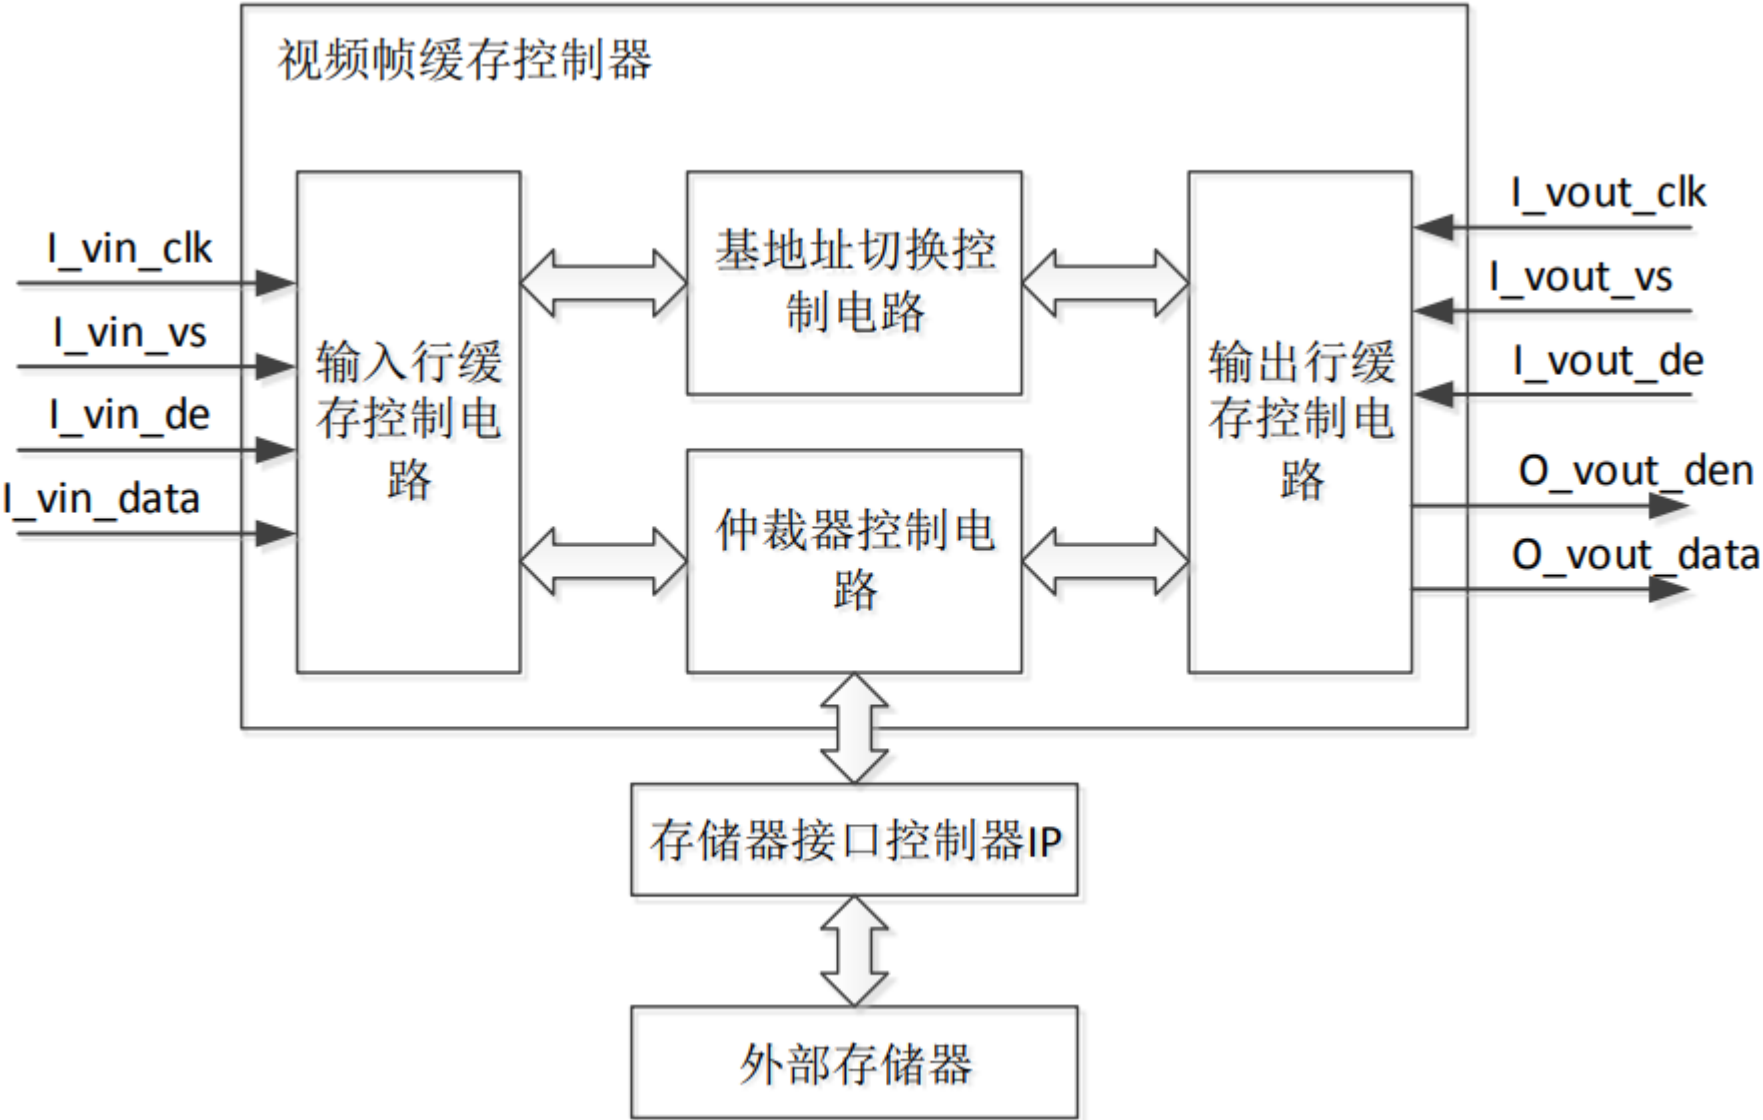 视频帧缓存控制器
I_vin_clk
I_vin_vs
I_vin_de
I_vin_data
输入行缓
存控制电
路
基地址切换控
制电路
仲裁器控制电
路
输出行缓
存控制电
路
I_vout_clk
I_vout_vs
I_vout_de
O_vout_den
O_vout_data
存储器接口控制器IP
外部存储器